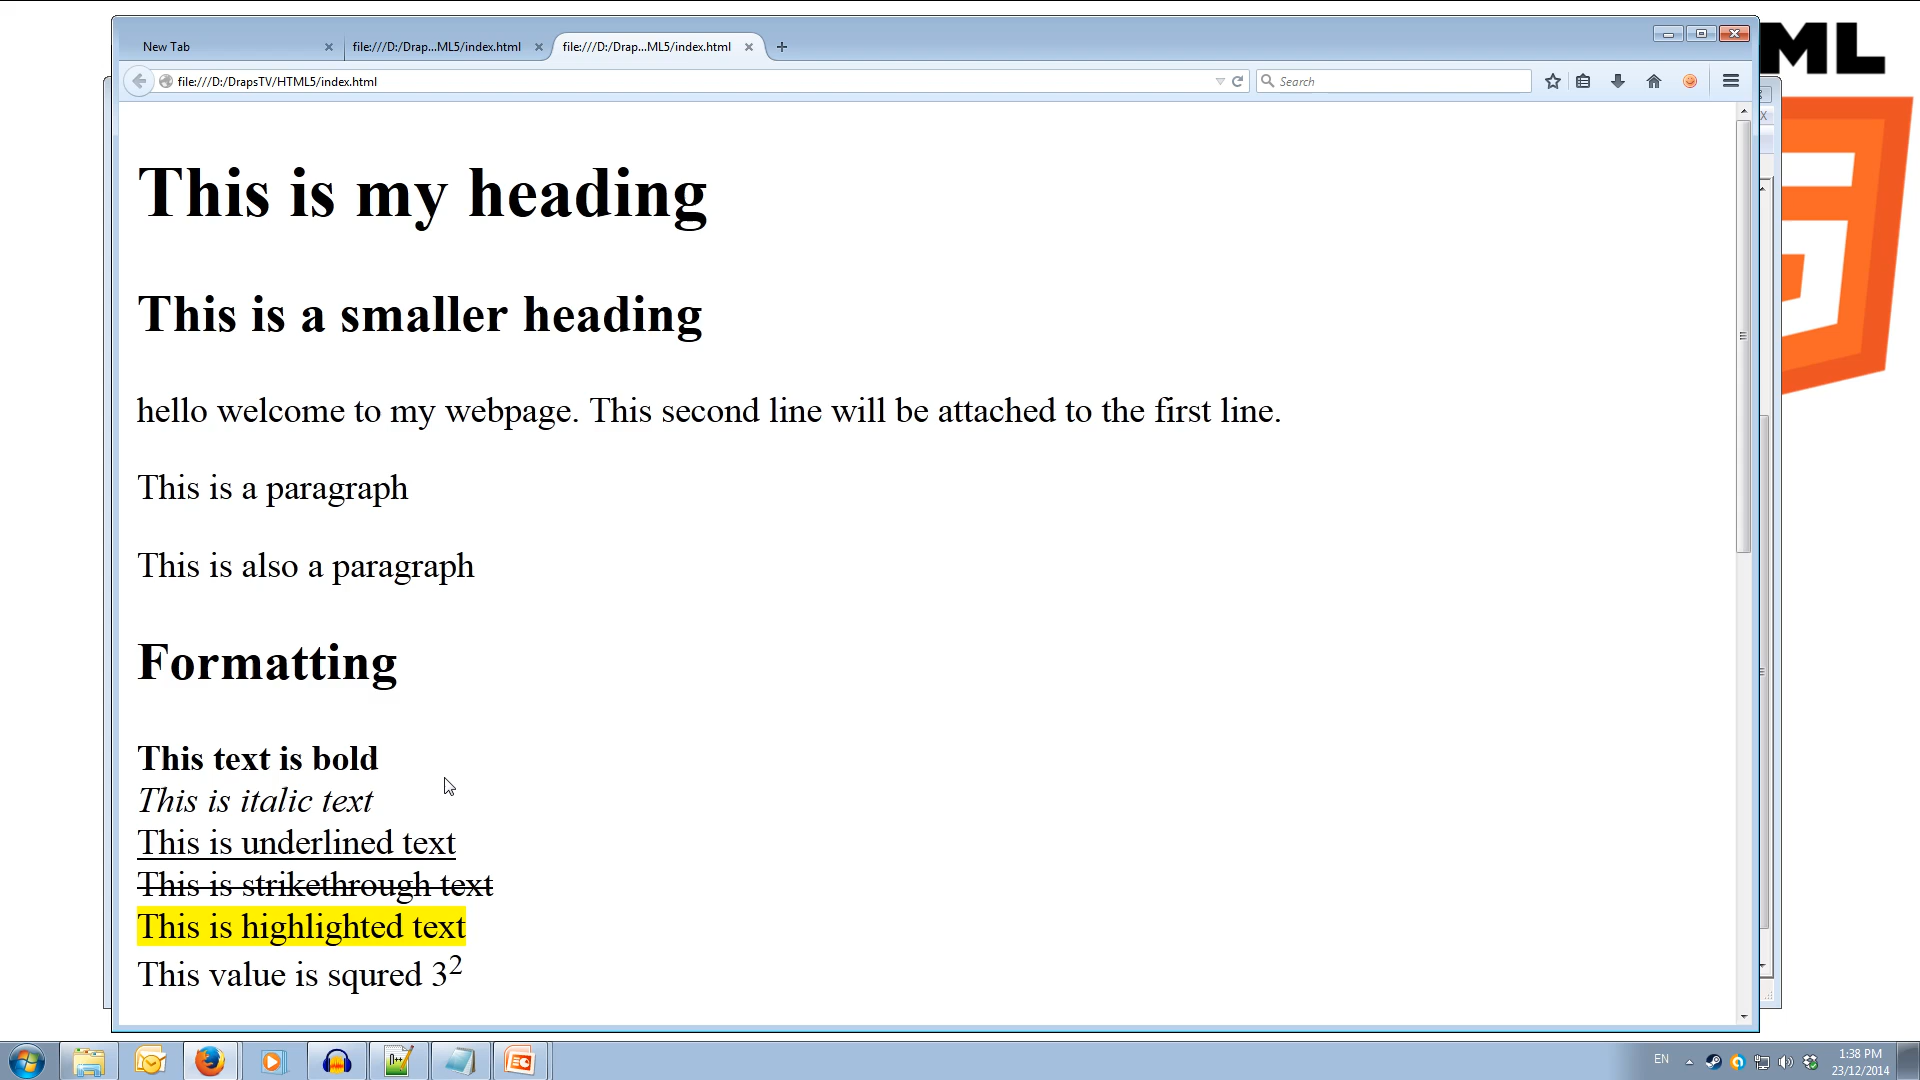 ML
New Tab
file:///D:/Drap...ML5/index.html
file:///D:/Drap...ML5/index.html
file:///D:/DrapsTV/HTML5/index.html
Search
This is my heading
This is a smaller heading
hello welcome to my webpage. This second line will be attached to the first line.
This is a paragraph
This is also a paragraph
Formatting
This text is bold
This is italic text
This is underlined text
This is strikethrough text
This is highlighted text
This value is squred 3²
EN
1:38 PM
23/12/2014